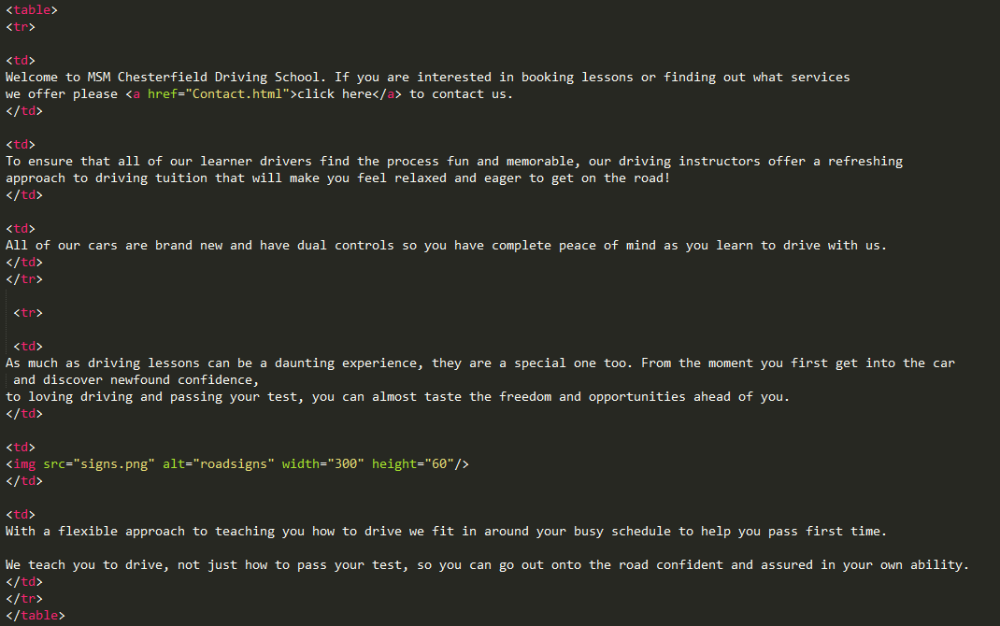 <table>
<tr>
<td>
Welcome to MSM Chesterfield Driving School. If you are interested in booking lessons or finding out what services
we offer please <a href="Contact.html">click here</a> to contact us.
</td>
<td>
To ensure that all of our learner drivers find the process fun and memorable, our driving instructors offer a refreshing
approach to driving tuition that will make you feel relaxed and eager to get on the road!
</td>
<td>
All of our cars are brand new and have dual controls so you have complete peace of mind as you learn to drive with us.
</td>
</tr>
<tr>
<td>
As much as driving lessons can be a daunting experience, they are a special one too. From the moment you first get into the car
and discover newfound confidence,
to loving driving and passing your test, you can almost taste the freedom and opportunities ahead of you.
</td>
<td>
<img src="signs.png" alt="roadsigns" width="300" height="60"/>
</td>
<td>
With a flexible approach to teaching you how to drive we fit in around your busy schedule to help you pass first time.
We teach you to drive, not just how to pass your test, so you can go out onto the road confident and assured in your own ability.
</td>
</tr>
</table>